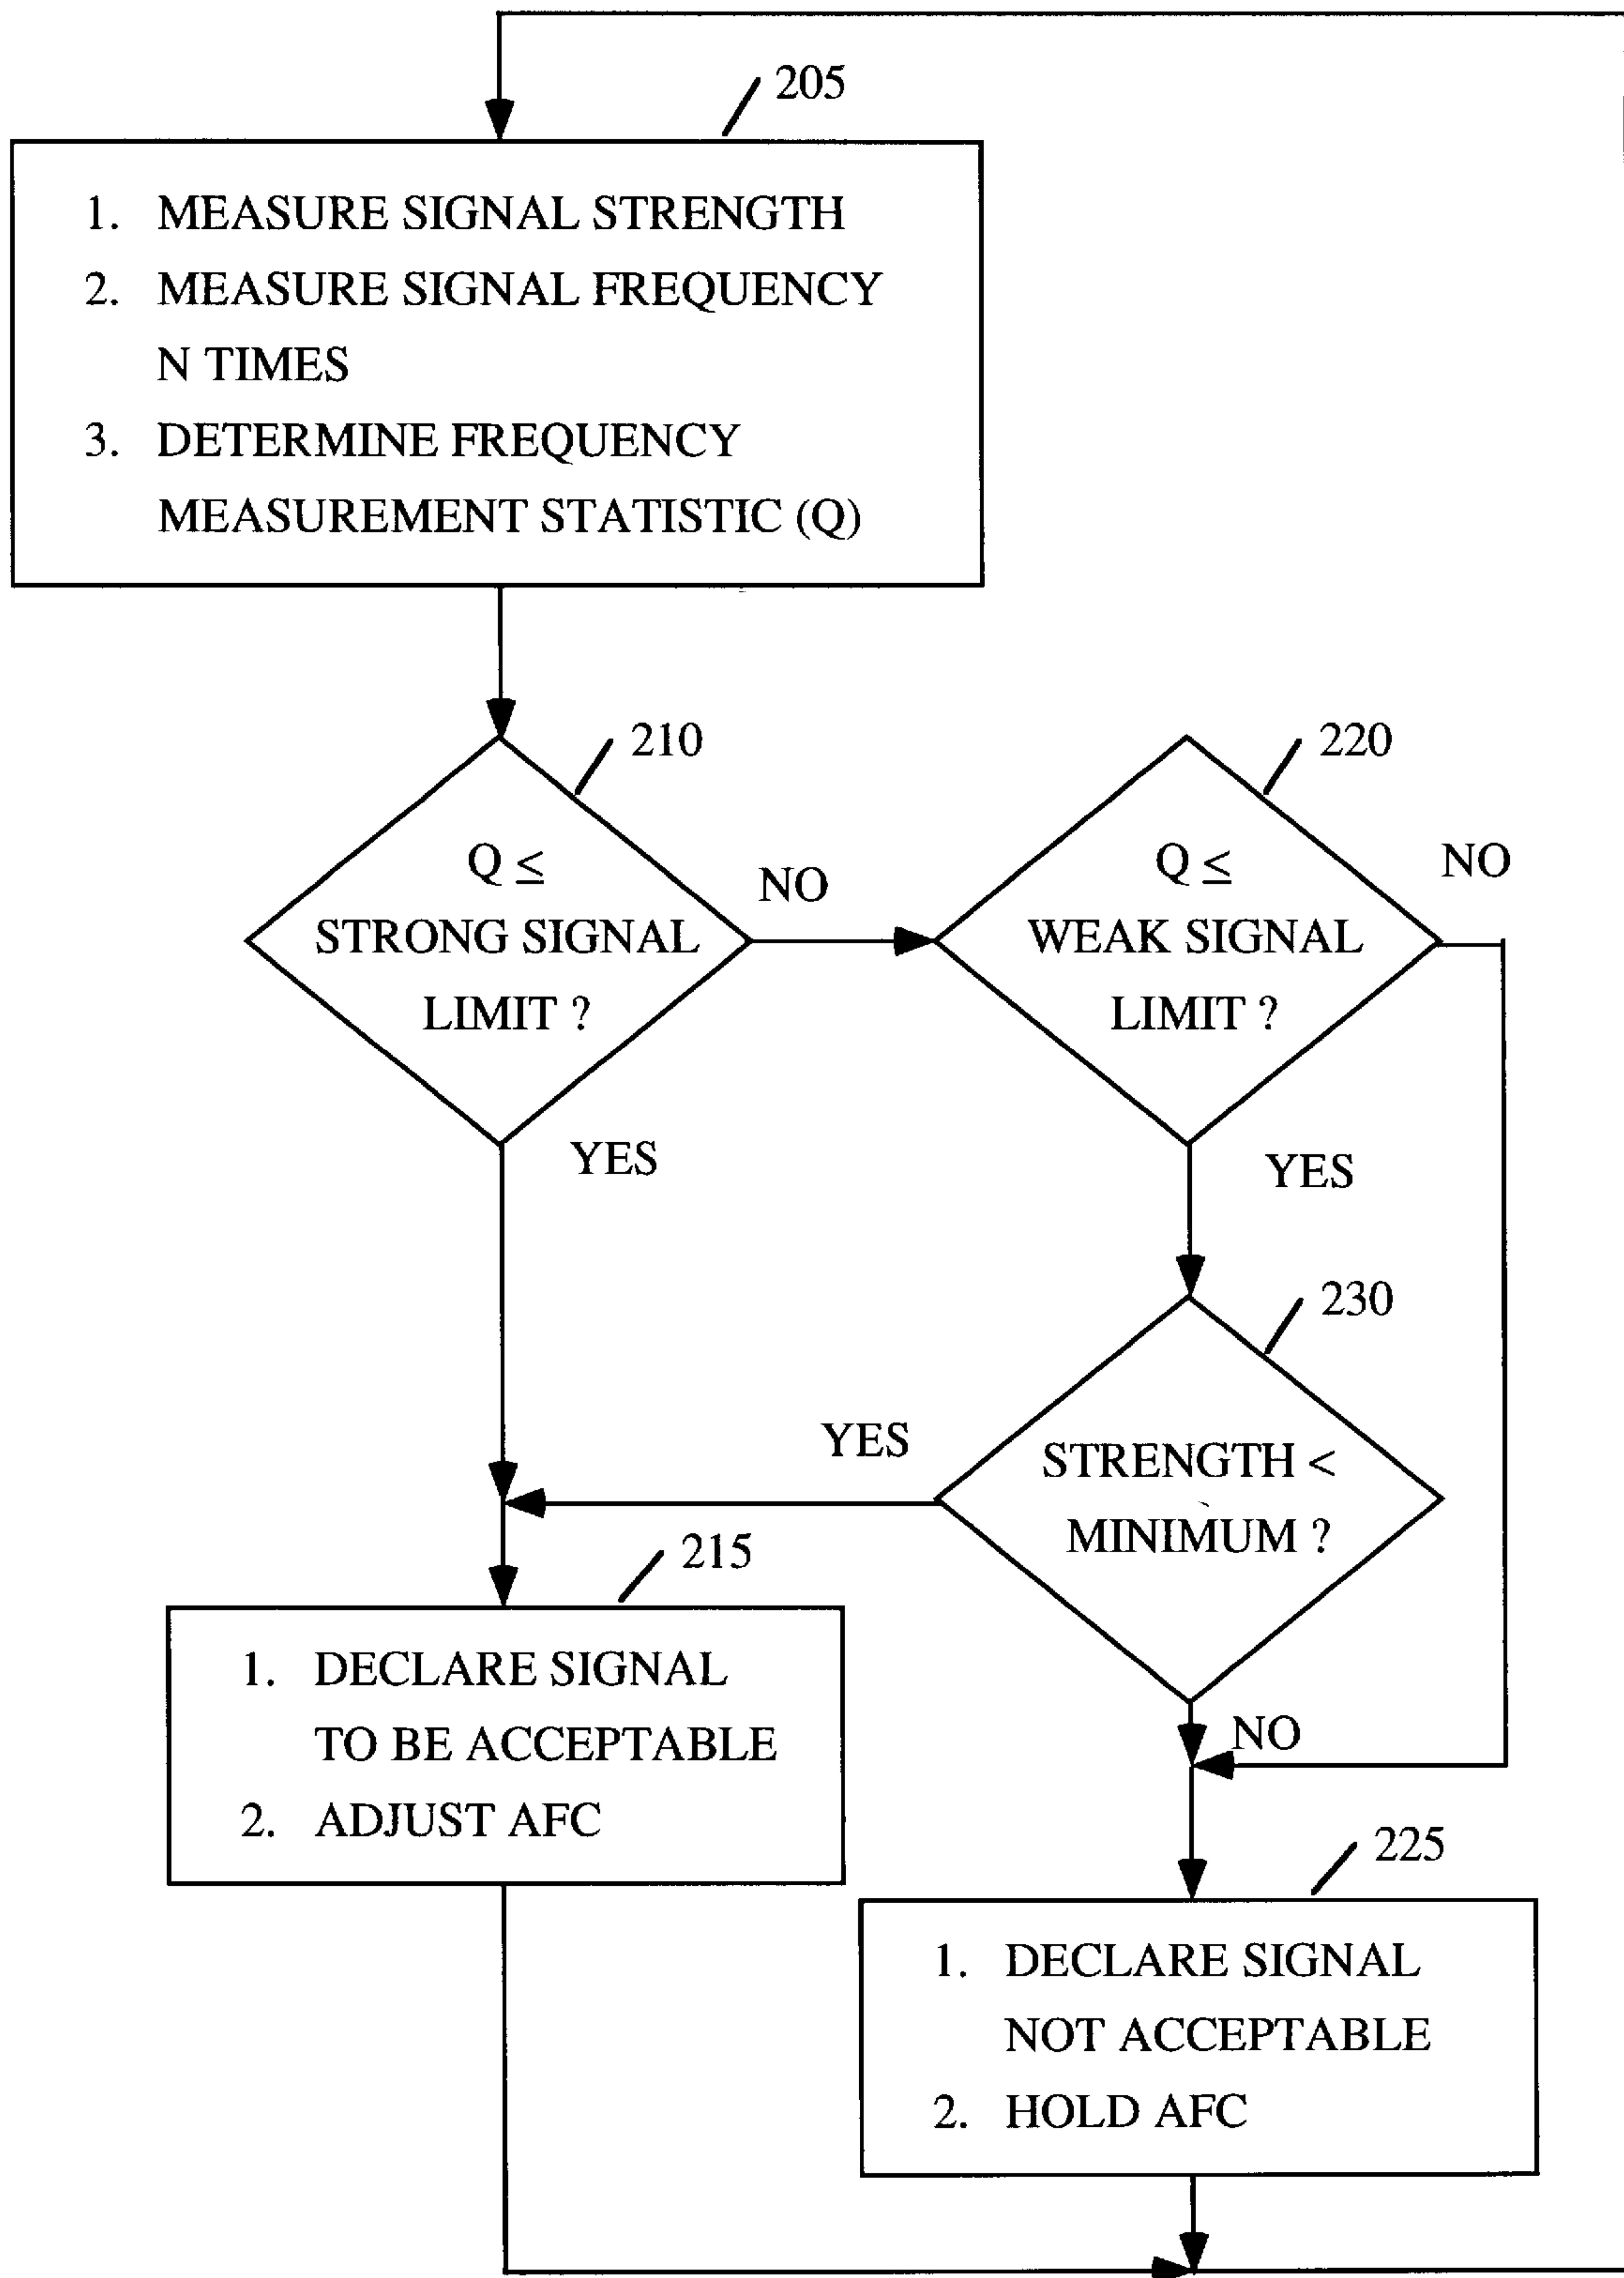 205
1. MEASURE SIGNAL STRENGTH
2. MEASURE SIGNAL FREQUENCY
N TIMES
3. DETERMINE FREQUENCY
MEASUREMENT STATISTIC (Q)
210
Q ≤
STRONG SIGNAL
LIMIT ?
NO
YES
220
Q ≤
WEAK SIGNAL
LIMIT ?
NO
YES
230
STRENGTH <
MINIMUM ?
YES
NO
215
1. DECLARE SIGNAL
TO BE ACCEPTABLE
2. ADJUST AFC
225
1. DECLARE SIGNAL
NOT ACCEPTABLE
2. HOLD AFC